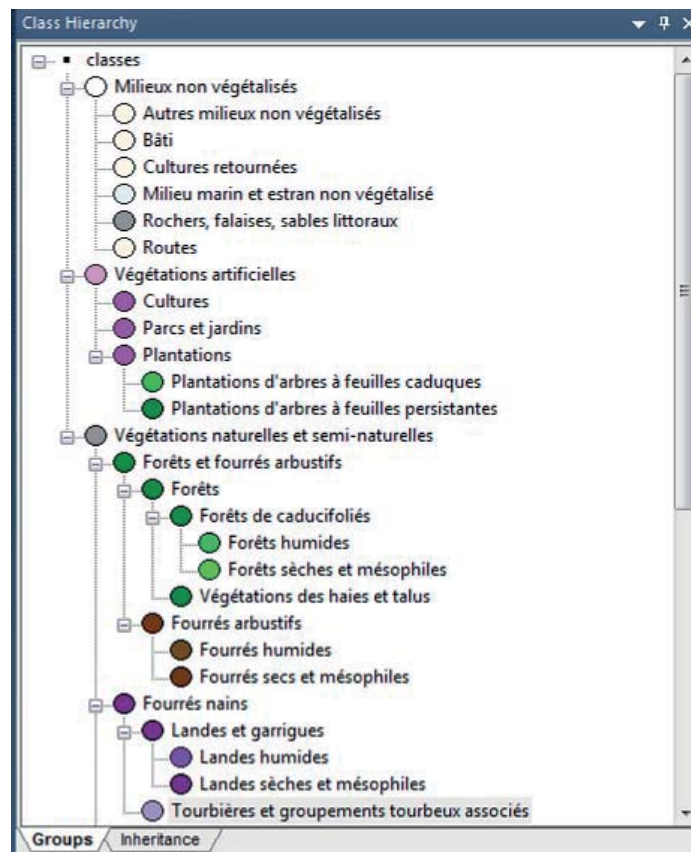 Class Hierarchy
classes
Milieux non végétalisés
Autres milieux non végétalisés
Bâti
Cultures retournées
Milieu marin et estran non végétalisé
Rochers, falaises, sables littoraux
Routes
Végétations artificielles
Cultures
Parcs et jardins
Plantations
Plantations d'arbres à feuilles caduques
Plantations d'arbres à feuilles persistantes
Végétations naturelles et semi-naturelles
Forêts et fourrés arbustifs
Forêts
Forêts de caducifoliés
Forêts humides
Forêts sèches et mésophiles
Végétations des haies et talus
Fourrés arbustifs
Fourrés humides
Fourrés secs et mésophiles
Fourrés nains
Landes et garrigues
Landes humides
Landes sèches et mésophiles
Tourbières et groupements tourbeux associés
Groups Inheritance